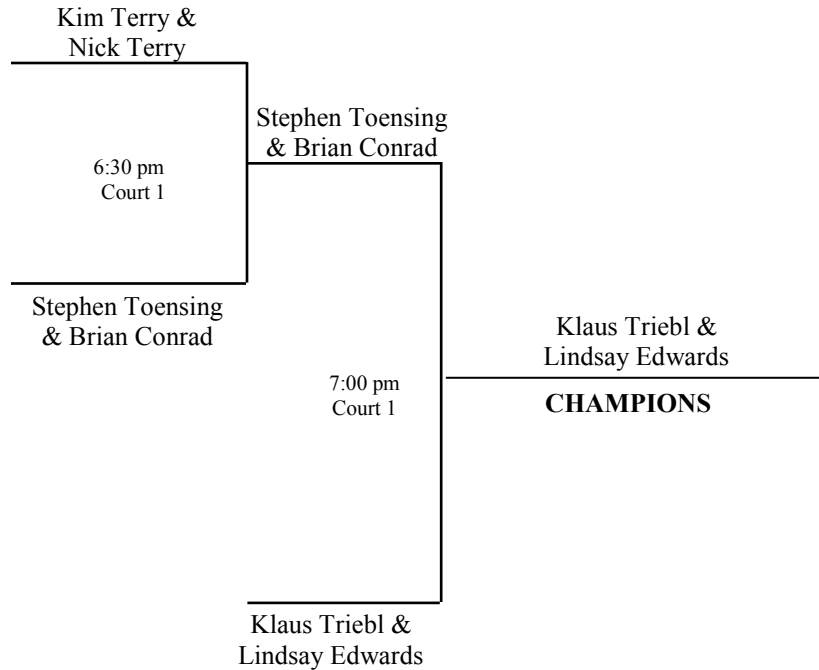 Kim Terry &
Nick Terry
Stephen Toensing
& Brian Conrad
6:30 pm
Court 1
Stephen Toensing
& Brian Conrad
Klaus Triebl &
Lindsay Edwards
7:00 pm
Court 1
CHAMPIONS
Klaus Triebl &
Lindsay Edwards